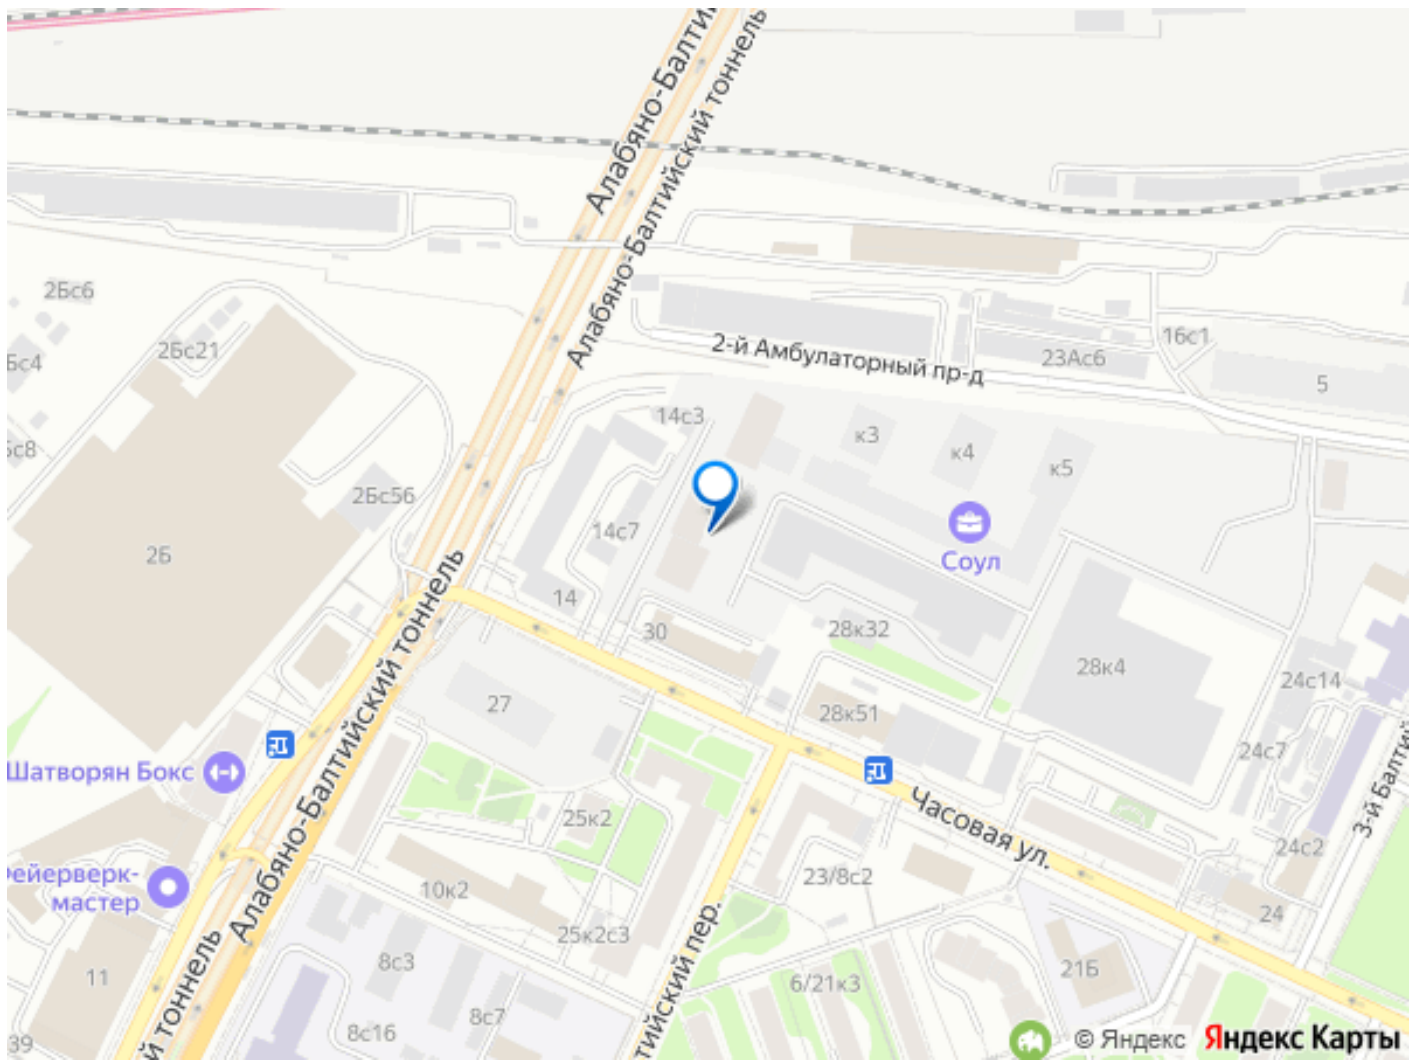 Алабяно-Балти
Алабяно-Балтийский тоннель
2Бс6
2Бс21
5с4
5с8
2Бс56
2Б
2-й Амбулаторный пр-д
23Ас6
16с1
5
14с3
к3
к4
к5
14с7
14
Соул
30
28к32
28к4
28к51
27
24с14
24с7
24с2
24
3-й Балтий
Шатворян Бокс
Алабяно-Балтийский тоннель
Часовая ул.
25к2
23/8с2
ейерверк-
мастер
10к2
25к2с3
11
8с3
8с7
8с16
39
й тоннель
тийский пер.
6/21к3
21Б
© Яндекс
Яндекс Карты